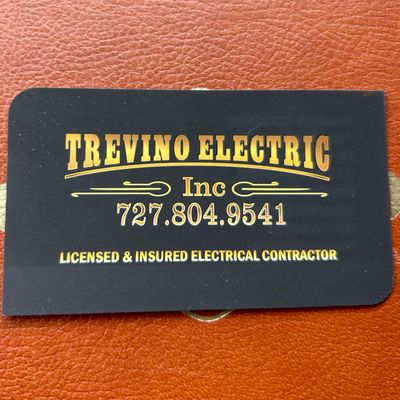 TREVINO ELECTRIC
Inc
727.804.9541
LICENSED & INSURED ELECTRICAL CONTRACTOR